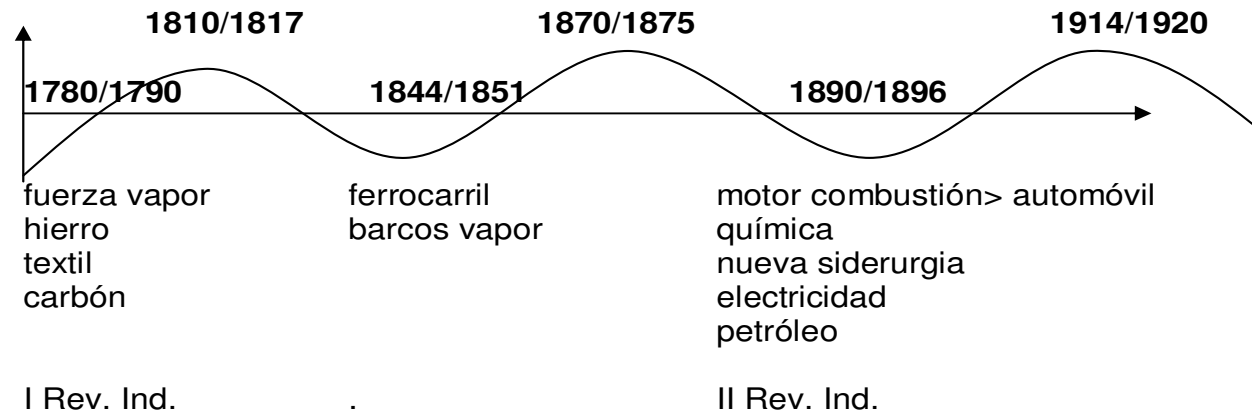 1810/1817 1870/1875 1914/1920
1780/1790 1844/1851 1890/1896
fuerza vapor ferrocarril motor combustión> automóvil
hierro barcos vapor química
textil nueva siderurgia
carbón electricidad
petróleo
I Rev. Ind. . II Rev. Ind.